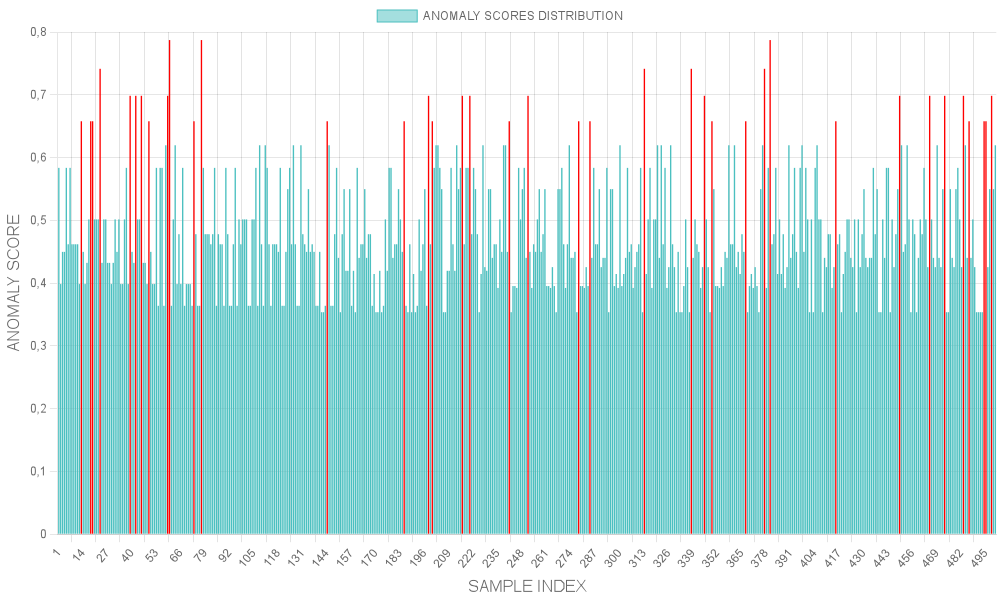 ANOMALY SCORES DISTRIBUTION
0,8
0,7
0,6
0,5
0,4
0,3
0,2
0,1
0
ANOMALY SCORE
1 14 27 40 53 66 79 92 105 118 131 144 157 170 183 196 209 222 235 248 261 274 287 300 313 326 339 352 365 378 391 404 417 430 443 456 469 482 495
SAMPLE INDEX